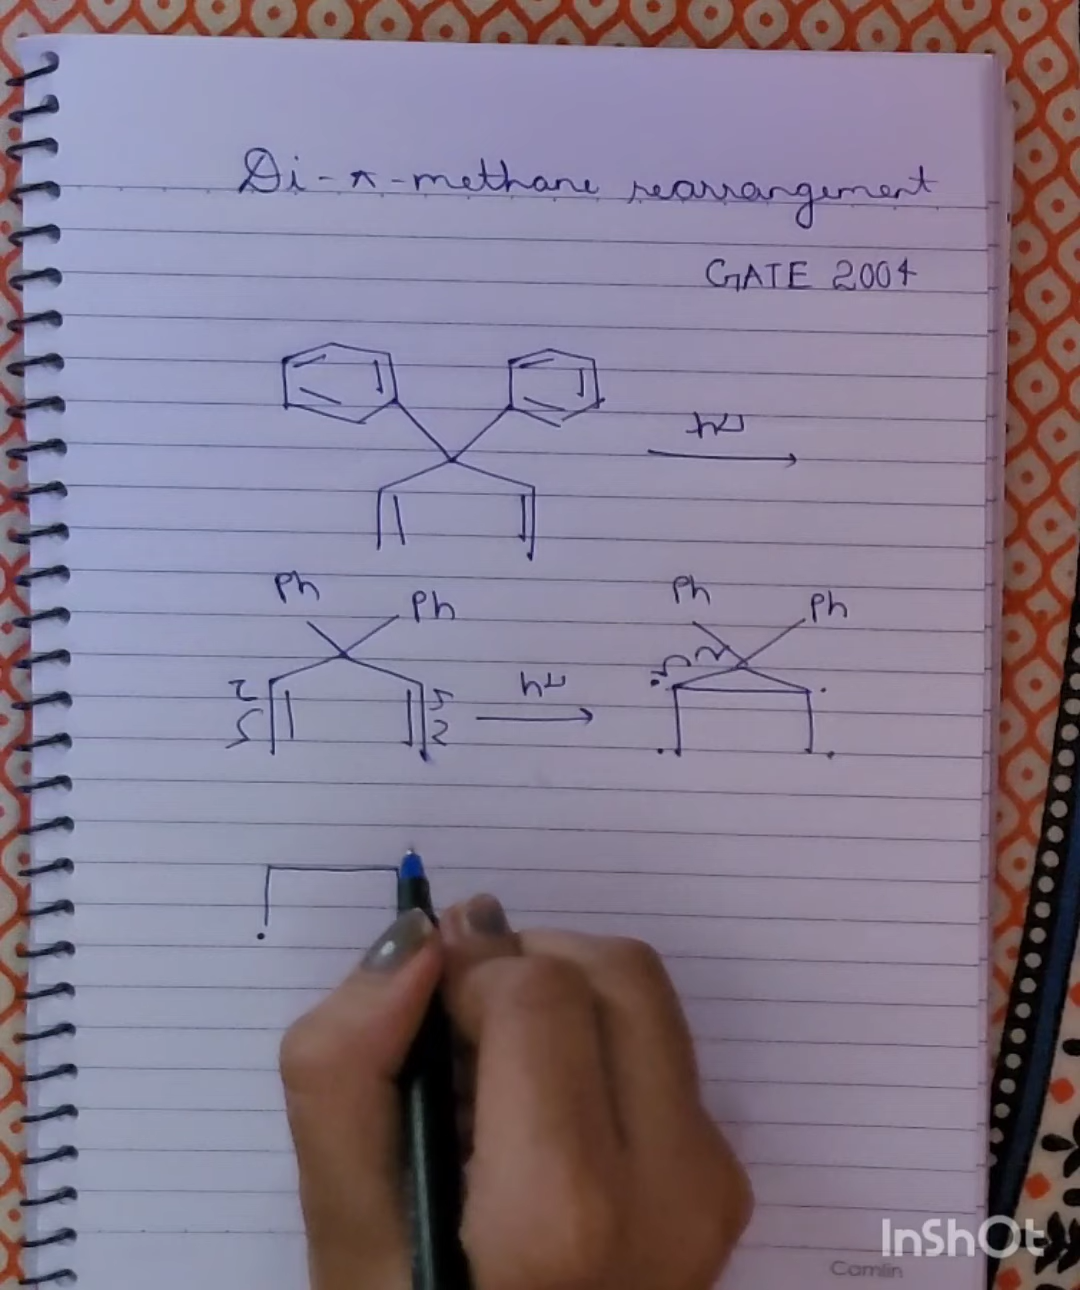 Di-π-methane rearrangement
GATE 2004
hν
Ph
Ph
hν
Ph
Ph
InShOt
Camlin